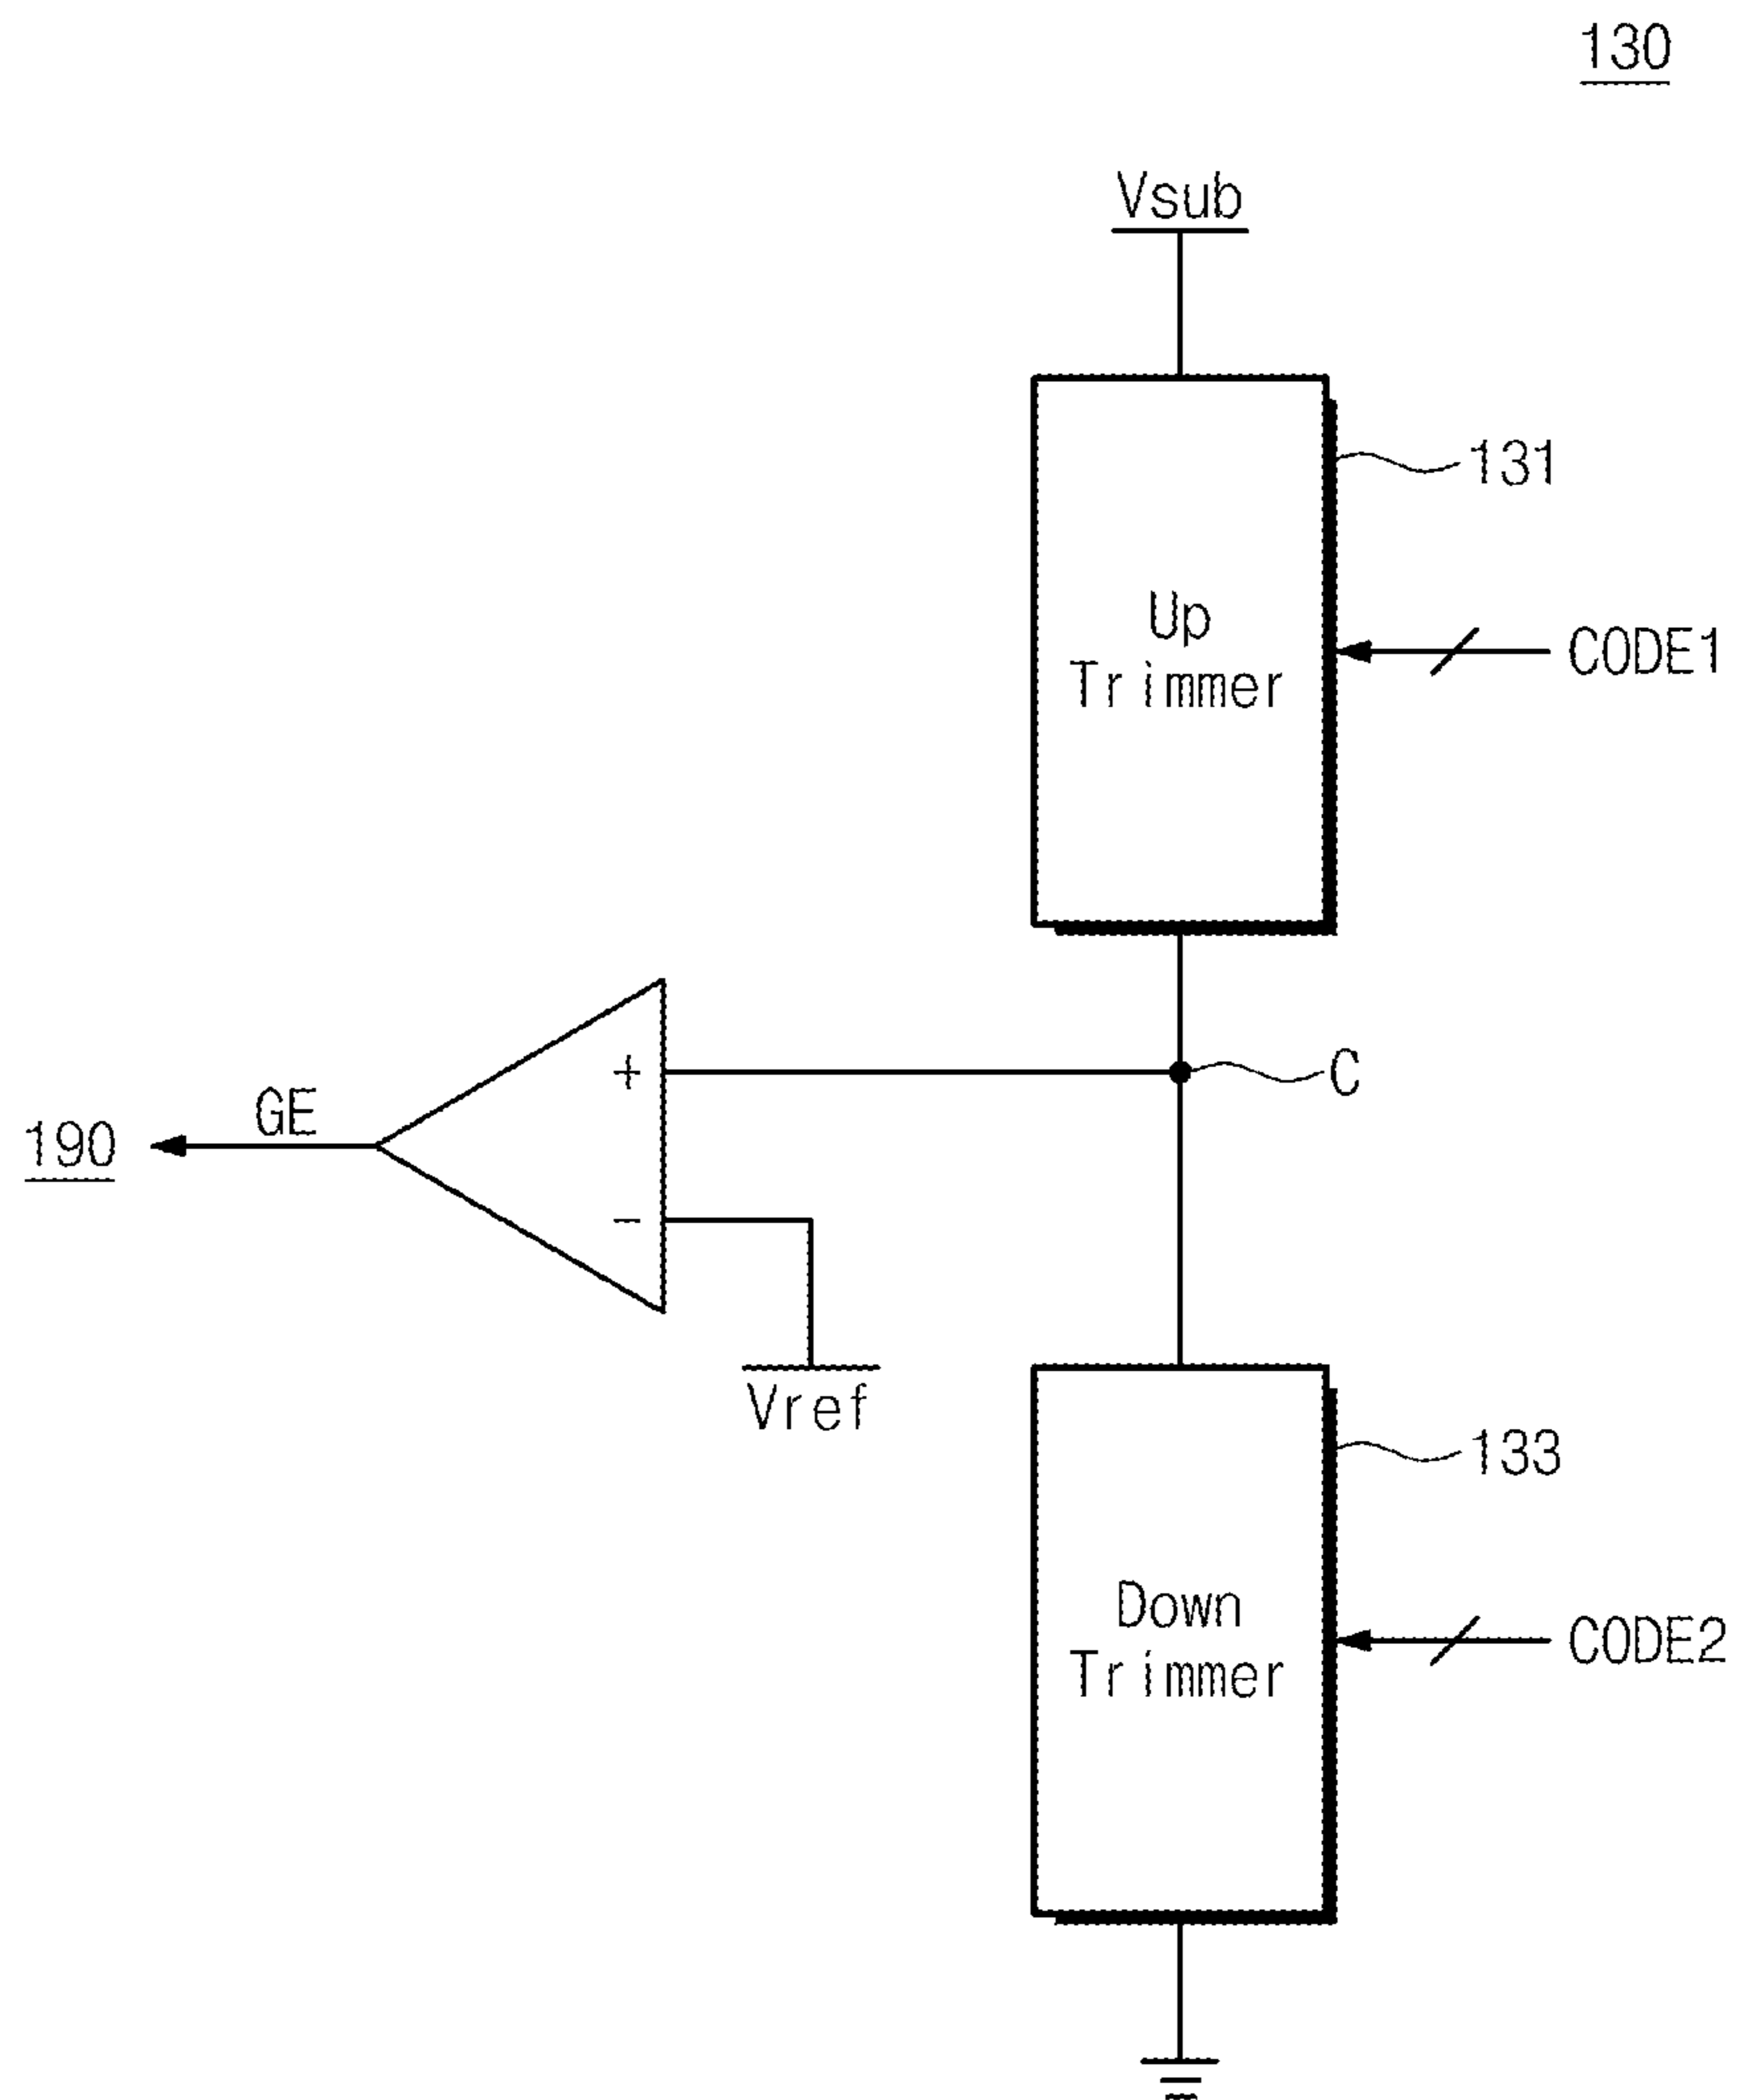 130
Vsub
131
Up
Trimmer
CODE1
+
C
GE
190
-
Vref
133
Down
Trimmer
CODE2